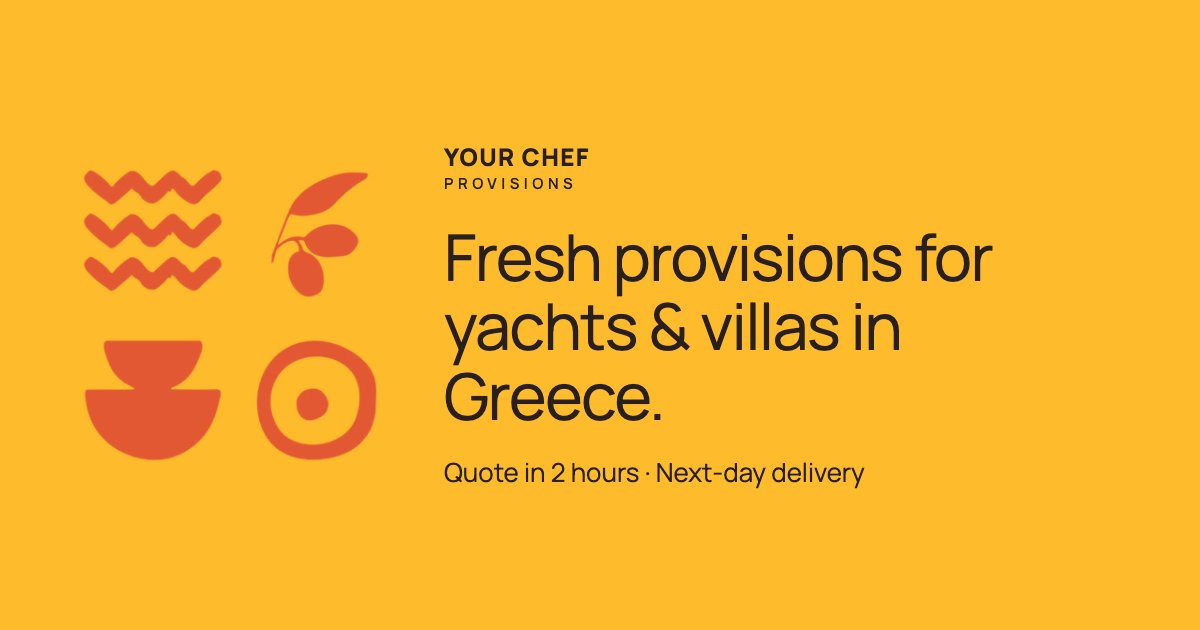 YOUR CHEF
PROVISIONS
Fresh provisions for
yachts & villas in
Greece.
Quote in 2 hours · Next-day delivery